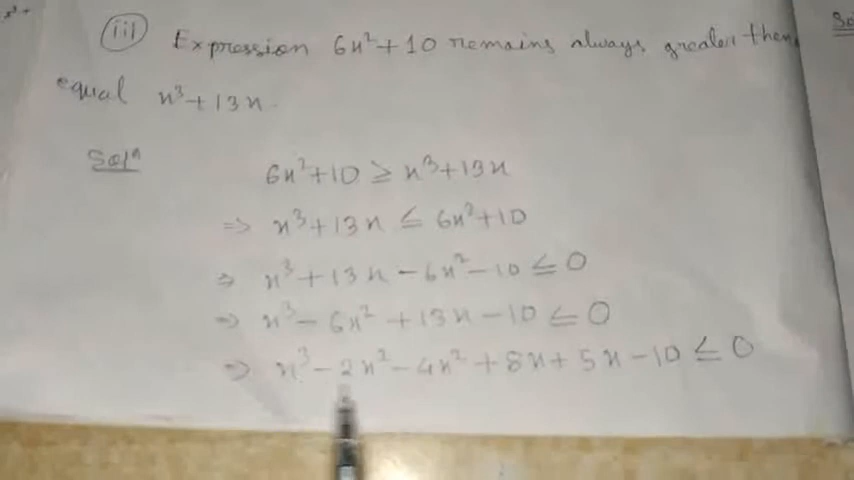 (iii) Expression 6x²+10 remains always greater then
equal x³+13x.
Solⁿ
6x²+10 ≥ x³+13x
⇒ x³+13x ≤ 6x²+10
⇒ x³+13x-6x²-10 ≤ 0
⇒ x³-6x²+13x-10 ≤ 0
⇒ x³-2x²-4x²+8x+5x-10 ≤ 0